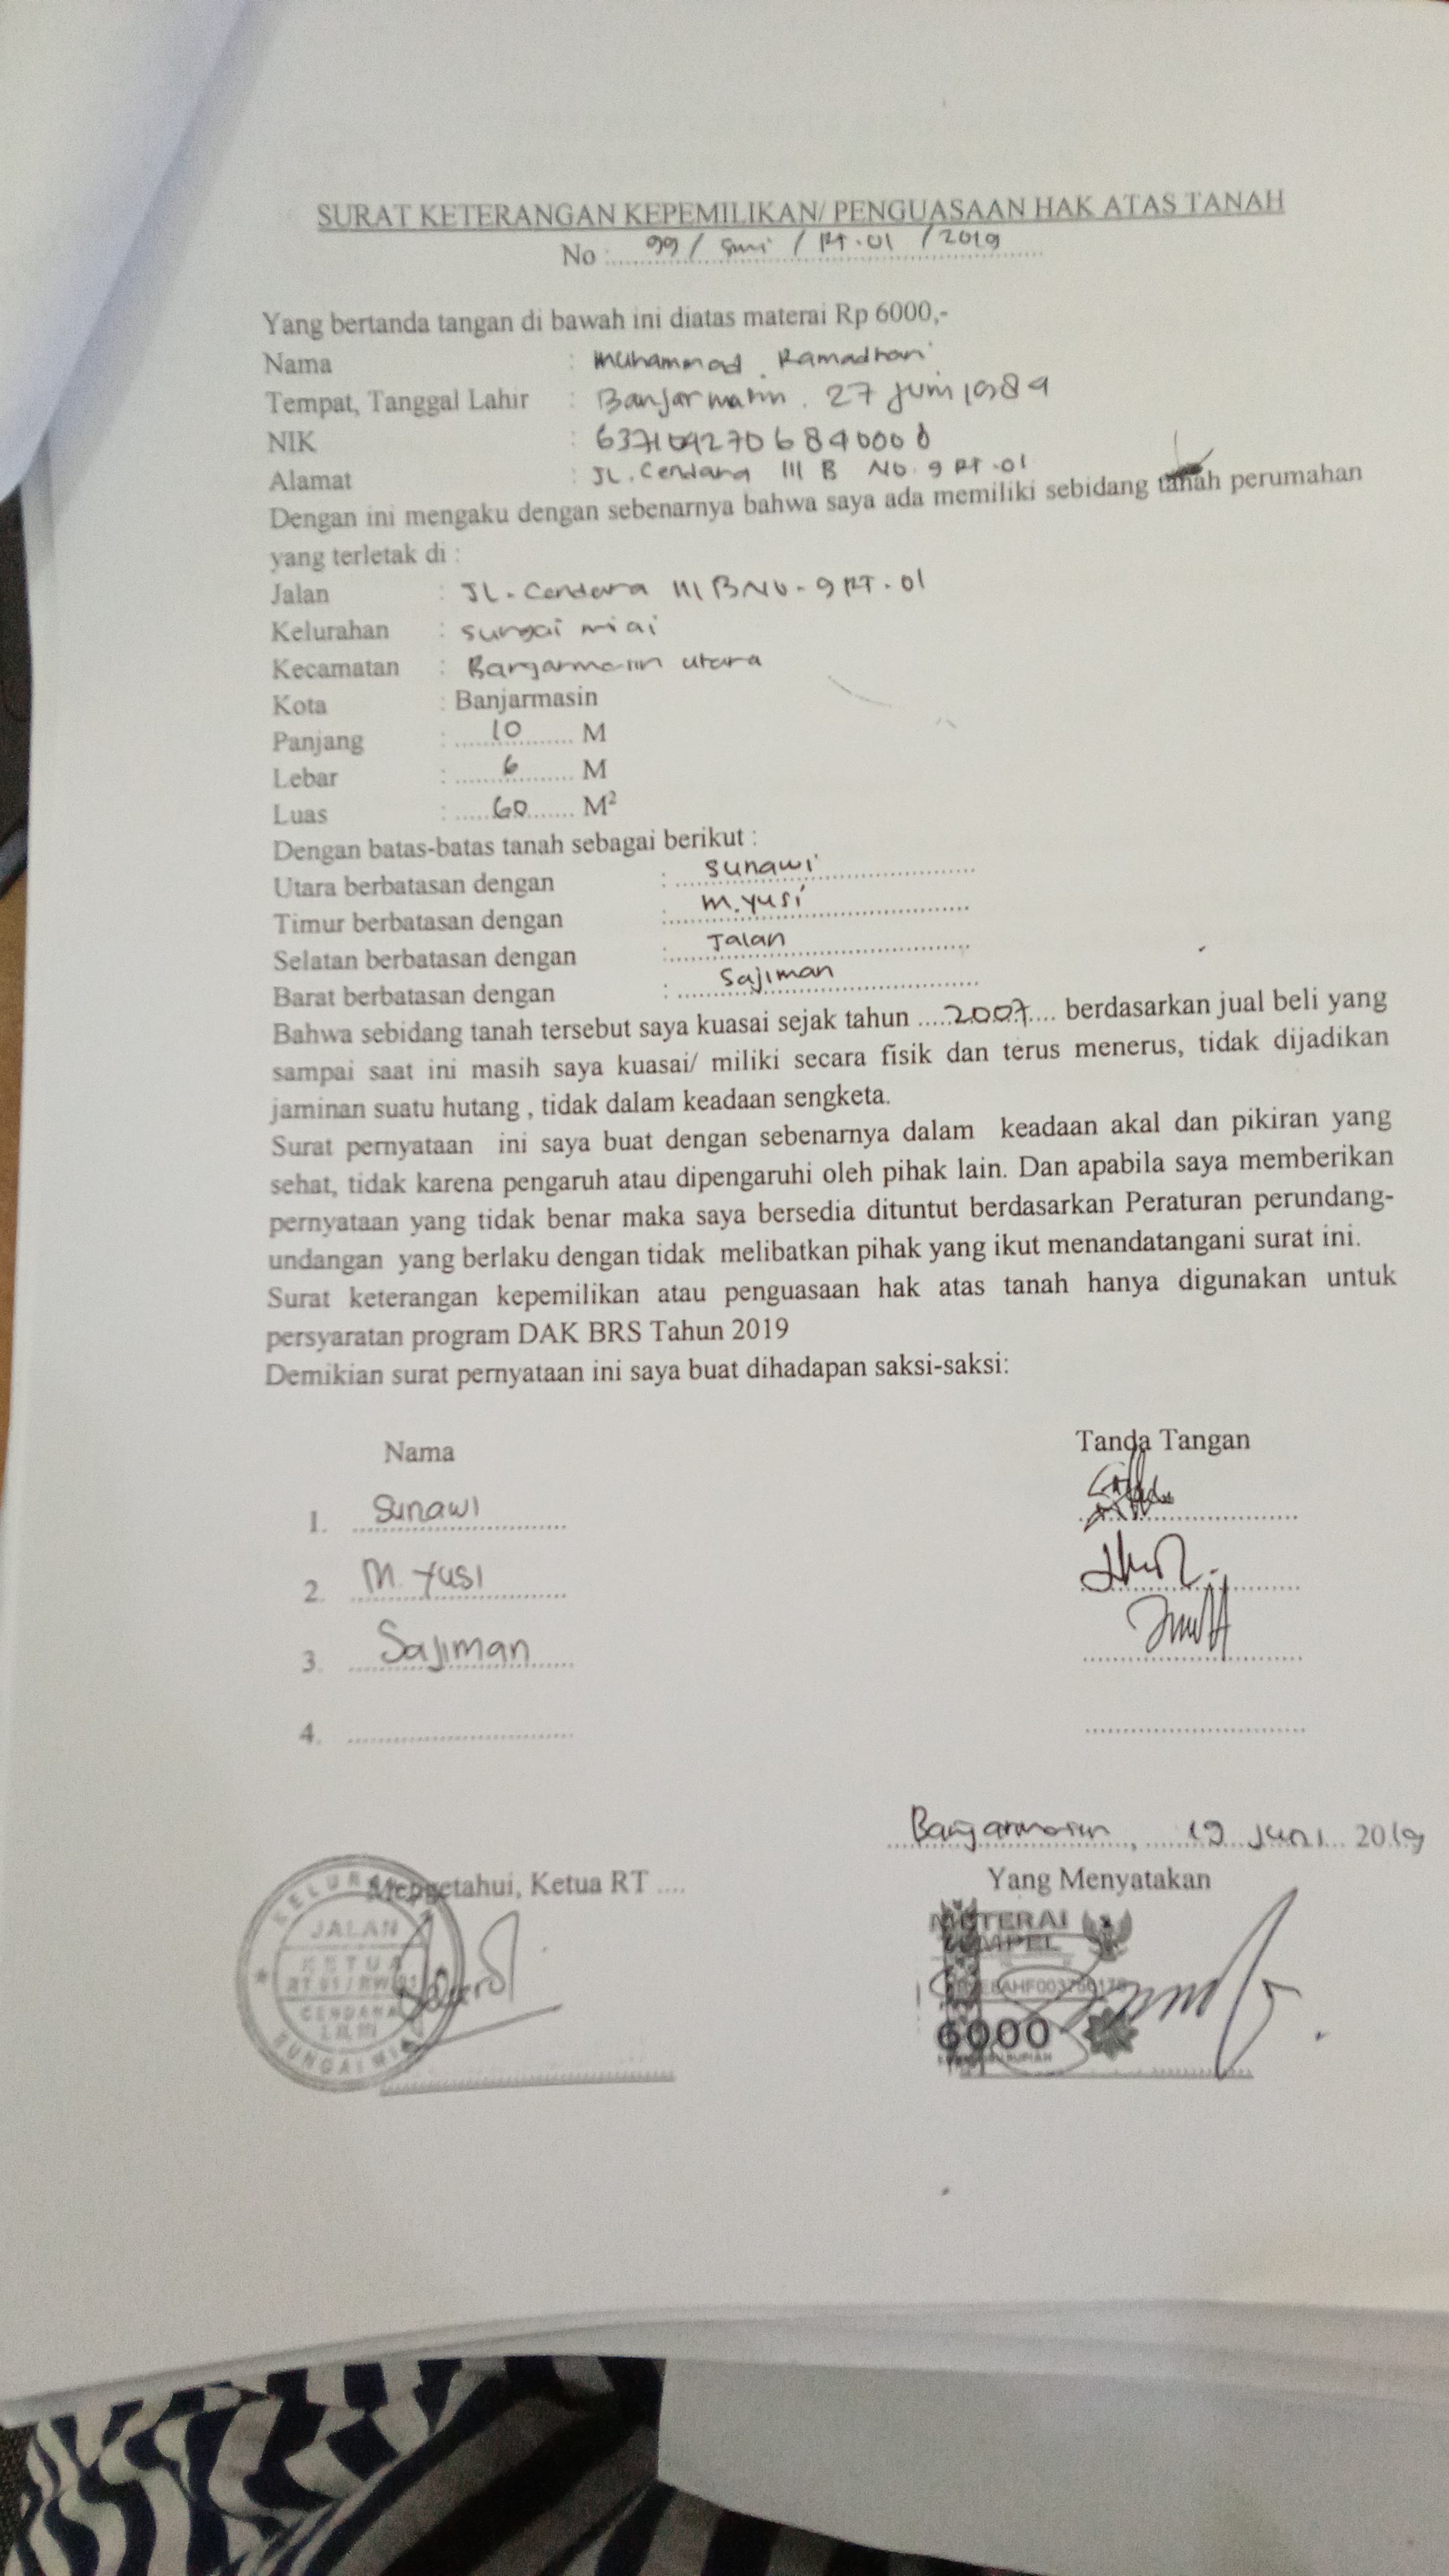 SURAT KETERANGAN KEPEMILIKAN/ PENGUASAAN HAK ATAS TANAH
No : 99 / Smi / RT.01 / 2019
Yang bertanda tangan di bawah ini diatas materai Rp 6000,-
Nama : Muhammad Ramadhan
Tempat, Tanggal Lahir : Banjarmasin. 27 Juni 1984
NIK :
Alamat : JL. Cendana III B No. 9 RT.01
Dengan ini mengaku dengan sebenarnya bahwa saya ada memiliki sebidang tanah perumahan
yang terletak di :
Jalan : JL. Cendana III B No. 9 RT. 01
Kelurahan : sungai miai
Kecamatan : Banjarmasin utara
Kota : Banjarmasin
Panjang : 10 M
Lebar : 6 M
Luas : 60 M²
Dengan batas-batas tanah sebagai berikut :
Utara berbatasan dengan : Sunawi
Timur berbatasan dengan : M. Yusi
Selatan berbatasan dengan : Jalan
Barat berbatasan dengan : Sajiman
Bahwa sebidang tanah tersebut saya kuasai sejak tahun 2007 berdasarkan jual beli yang
sampai saat ini masih saya kuasai/ miliki secara fisik dan terus menerus, tidak dijadikan
jaminan suatu hutang , tidak dalam keadaan sengketa.
Surat pernyataan ini saya buat dengan sebenarnya dalam keadaan akal dan pikiran yang
sehat, tidak karena pengaruh atau dipengaruhi oleh pihak lain. Dan apabila saya memberikan
pernyataan yang tidak benar maka saya bersedia dituntut berdasarkan Peraturan perundang-
undangan yang berlaku dengan tidak melibatkan pihak yang ikut menandatangani surat ini.
Surat keterangan kepemilikan atau penguasaan hak atas tanah hanya digunakan untuk
persyaratan program DAK BRS Tahun 2019
Demikian surat pernyataan ini saya buat dihadapan saksi-saksi:
Nama Tanda Tangan
1. Sunawi
2. M. Yusi
3. Sajiman
4.
Banjarmasin, 19 Juni 2019
Mengetahui, Ketua RT .... Yang Menyatakan
JALAN
KETUA
RT 01 / RW 01
CENDANA
SUNGAI MIAI
METERAI
TEMPEL
6000